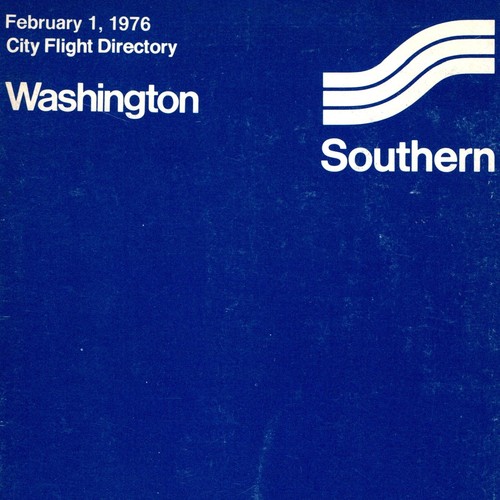 February 1, 1976
City Flight Directory
Washington
Southern